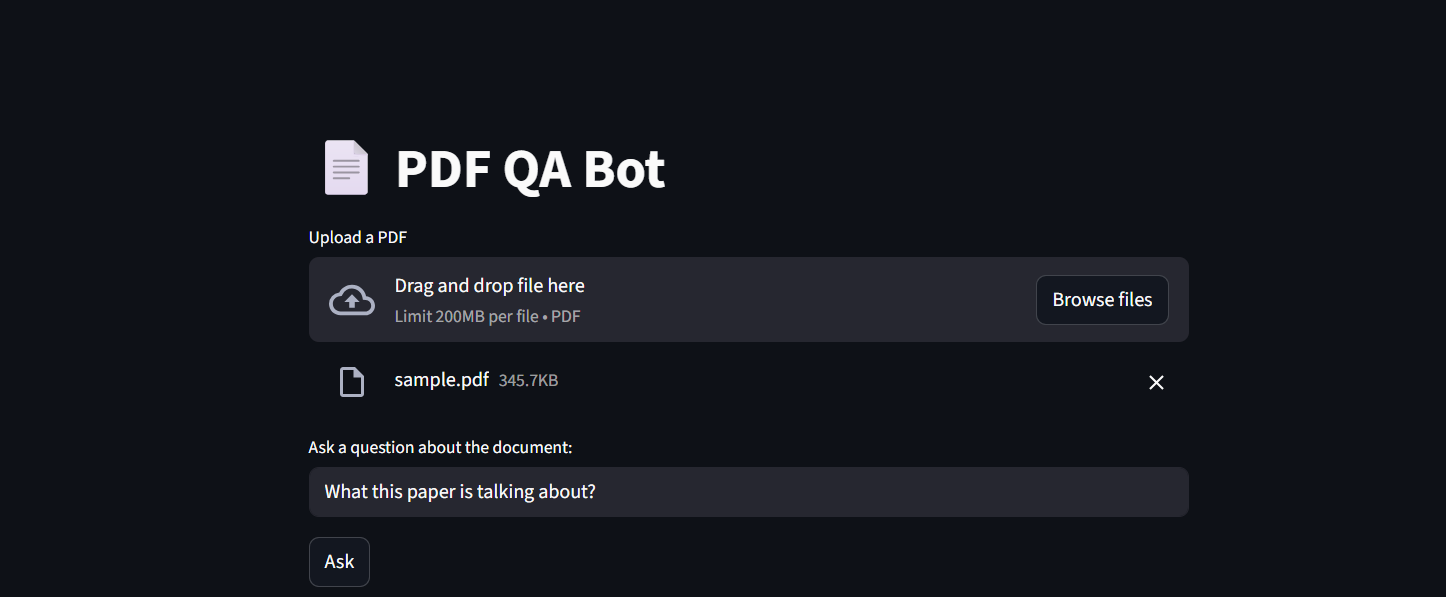 PDF QA Bot
Upload a PDF
Drag and drop file here
Limit 200MB per file • PDF
Browse files
sample.pdf 345.7KB
Ask a question about the document:
What this paper is talking about?
Ask